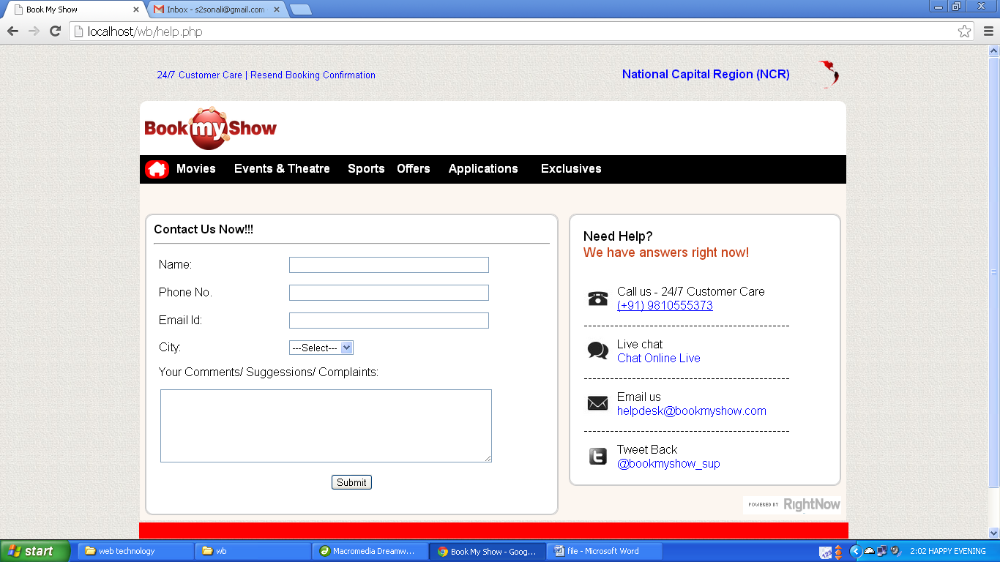 Book My Show
Inbox - s2sonali@gmail.com
localhost/wb/help.php
24/7 Customer Care | Resend Booking Confirmation
National Capital Region (NCR)
Book my Show
Movies Events & Theatre Sports Offers Applications Exclusives
Contact Us Now!!!
Name:
Phone No.
Email Id:
City:
---Select---
Your Comments/ Suggessions/ Complaints:
Submit
Need Help?
We have answers right now!
Call us - 24/7 Customer Care
(+91) 9810555373
Live chat
Chat Online Live
Email us
helpdesk@bookmyshow.com
Tweet Back
@bookmyshow_sup
POWERED BY RightNow
start
web technology
wb
Macromedia Dreamw...
Book My Show - Goog...
file - Microsoft Word
2:02 HAPPY EVENING